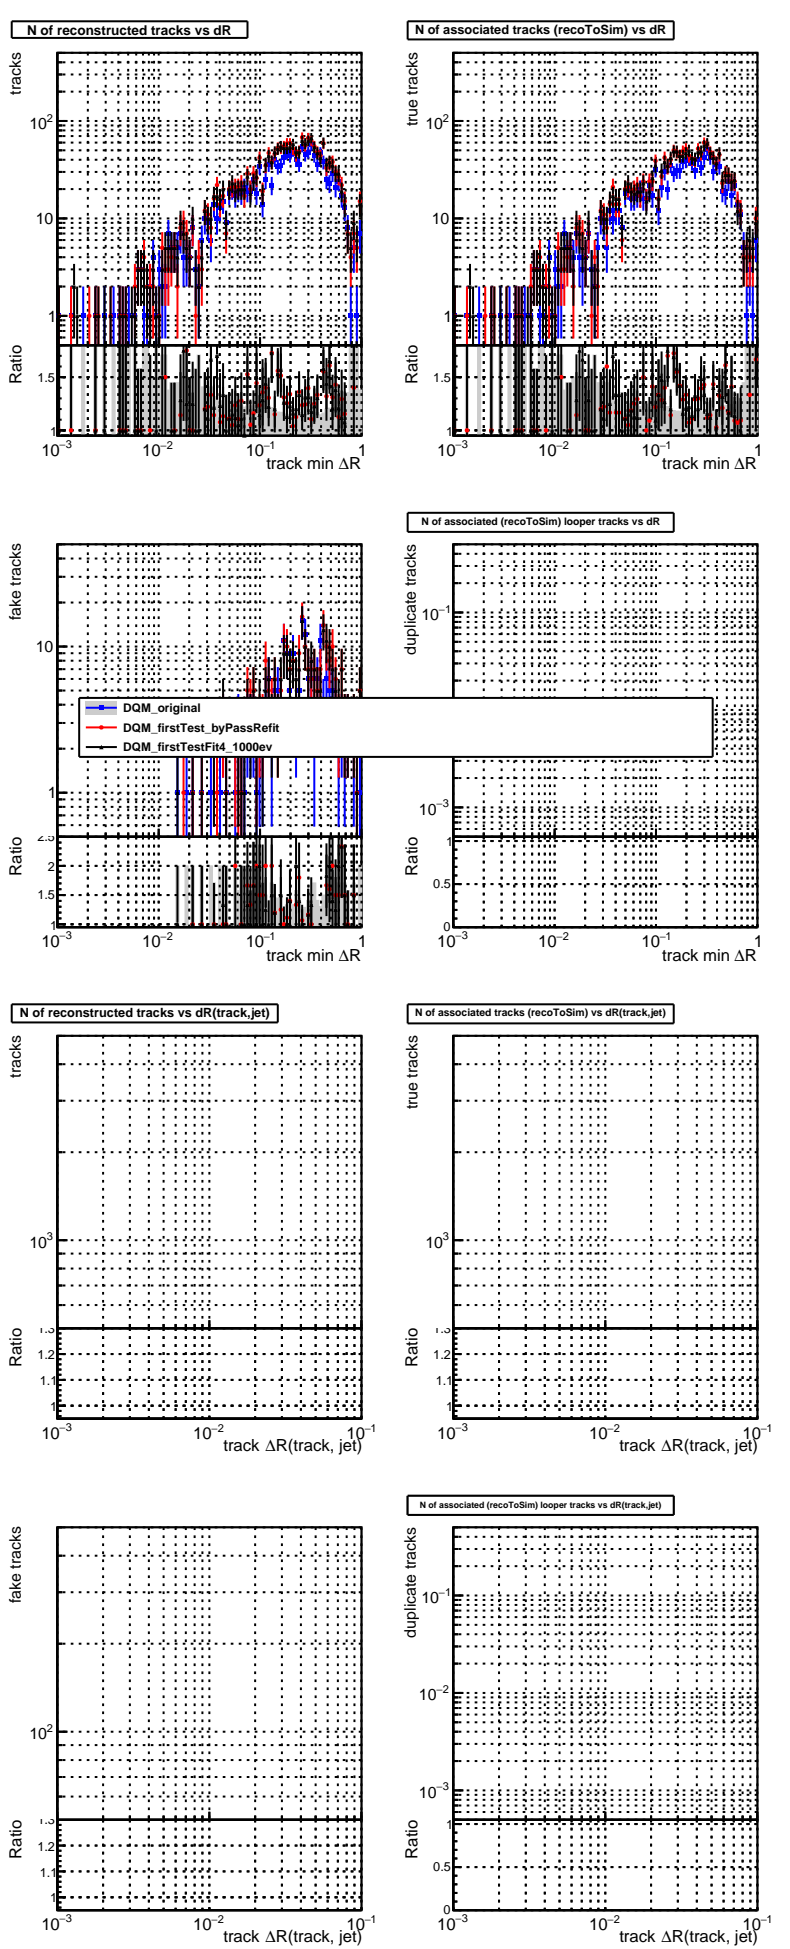 N of reconstructed tracks vs dR
tracks
10²
10
1
Ratio
1.5
1
10⁻³ 10⁻² 10⁻¹ 1
track min ΔR
N of associated tracks (recoToSim) vs dR
true tracks
10²
10
1
Ratio
1.5
1
10⁻³ 10⁻² 10⁻¹ 1
track min ΔR
fake tracks
10
1
Ratio
2.5
2
1.5
1
10⁻³ 10⁻² 10⁻¹ 1
track min ΔR
N of associated (recoToSim) looper tracks vs dR
duplicate tracks
10⁻¹
10⁻³
Ratio
1
0.5
0
10⁻³ 10⁻² 10⁻¹ 1
track min ΔR
DQM_original
DQM_firstTest_byPassRefit
DQM_firstTestFit4_1000ev
N of reconstructed tracks vs dR(track,jet)
tracks
10³
Ratio
1.3
1.2
1.1
1
10⁻³ 10⁻² 10⁻¹
track ΔR(track, jet)
N of associated tracks (recoToSim) vs dR(track,jet)
true tracks
10³
Ratio
1.3
1.2
1.1
1
10⁻³ 10⁻² 10⁻¹
track ΔR(track, jet)
fake tracks
10²
Ratio
1.3
1.2
1.1
1
10⁻³ 10⁻² 10⁻¹
track ΔR(track, jet)
N of associated (recoToSim) looper tracks vs dR(track,jet)
duplicate tracks
10⁻¹
10⁻²
10⁻³
Ratio
1
0.5
0
10⁻³ 10⁻² 10⁻¹
track ΔR(track, jet)